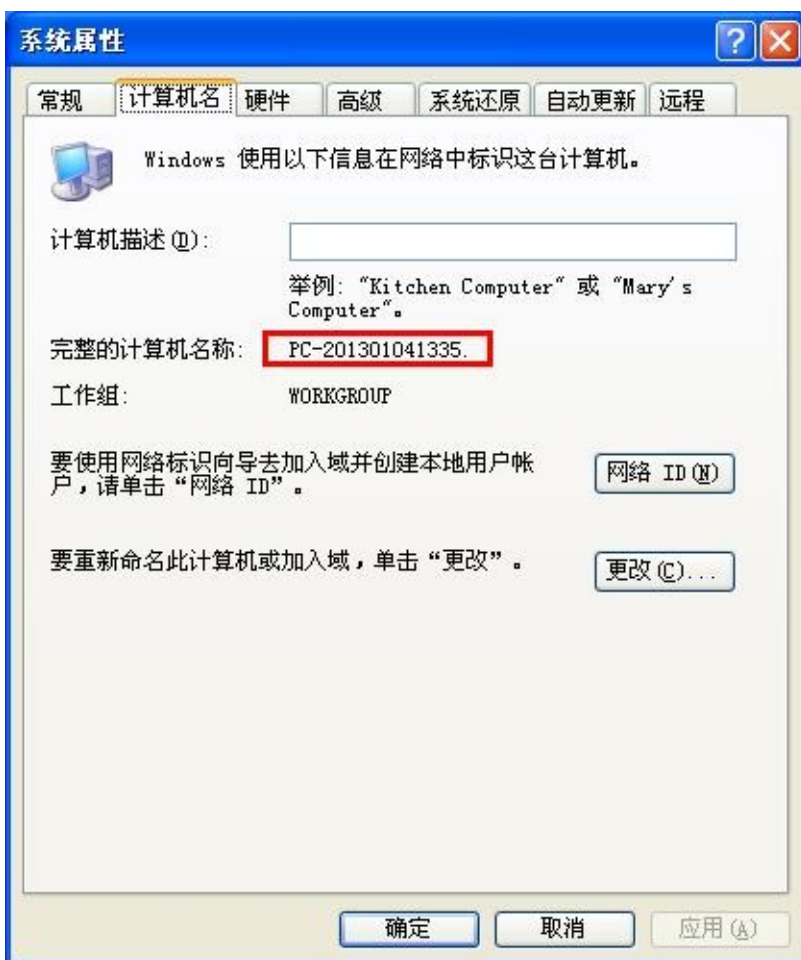 系统属性
常规 计算机名 硬件 高级 系统还原 自动更新 远程
Windows 使用以下信息在网络中标识这台计算机。
计算机描述(D):
举例: "Kitchen Computer" 或 "Mary's
Computer"。
完整的计算机名称: PC-201301041335.
工作组: WORKGROUP
要使用网络标识向导去加入域并创建本地用户帐
户，请单击“网络 ID”。
网络 ID(N)
要重新命名此计算机或加入域，单击“更改”。
更改(C)...
确定 取消 应用(A)